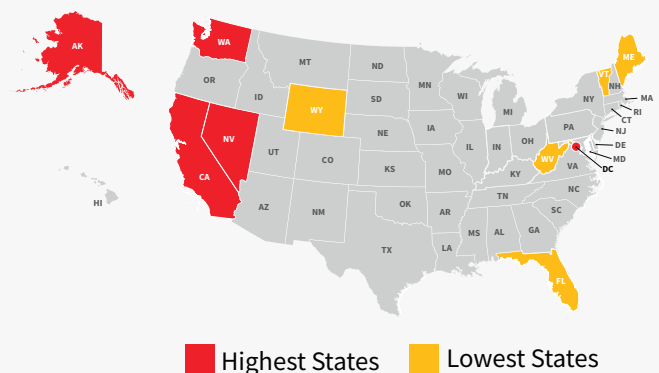 AK
WA
MT
ND
MN
ME
VT
NH
OR
ID
WY
SD
WI
MI
NY
MA
RI
CT
NV
UT
CO
NE
IA
IL
IN
OH
PA
NJ
DE
MD
DC
CA
KS
MO
KY
WV
VA
HI
AZ
NM
OK
AR
TN
NC
SC
TX
LA
MS
AL
GA
FL
Highest States
Lowest States